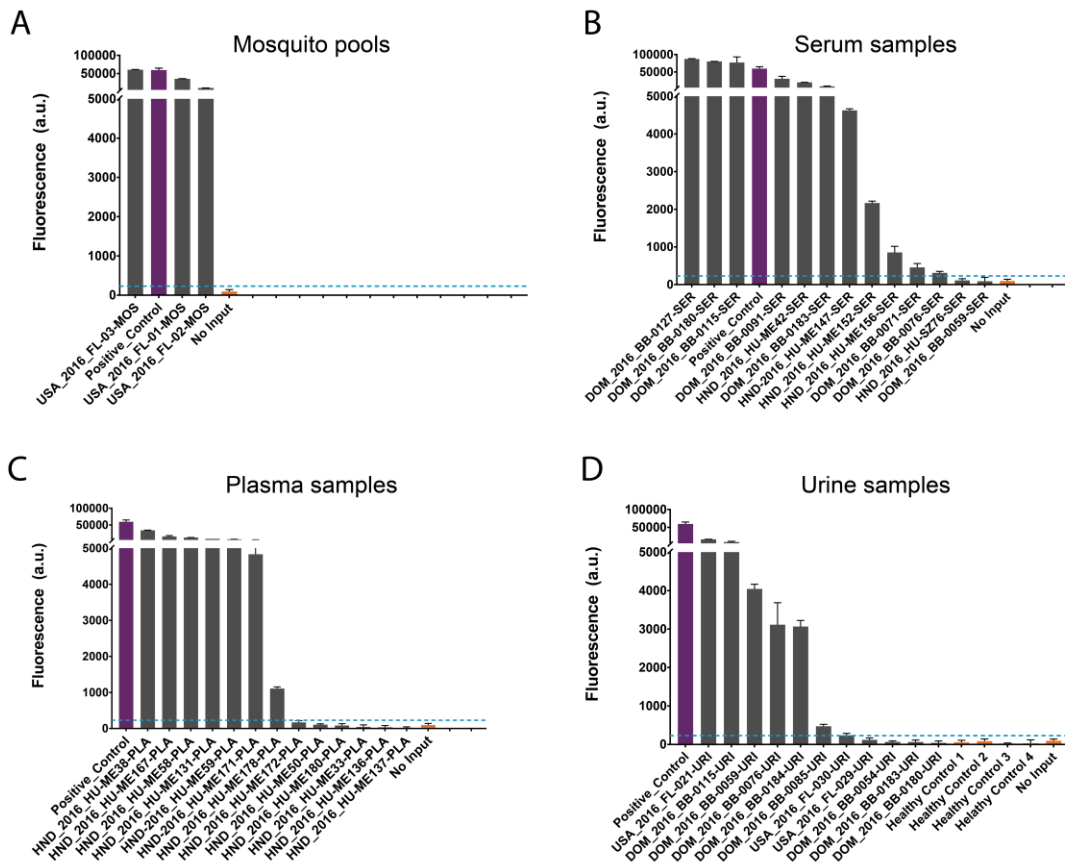 A
Mosquito pools
Fluorescence (a.u.)
100000
50000
5000
4000
3000
2000
1000
0
USA_2016_FL-03-MOS
Positive_Control
USA_2016_FL-01-MOS
USA_2016_FL-02-MOS
No Input
B
Serum samples
Fluorescence (a.u.)
100000
50000
5000
4000
3000
2000
1000
0
DOM_2016_BB-0127-SER
DOM_2016_BB-0180-SER
DOM_2016_BB-0115-SER
Positive_Control
DOM_2016_BB-0091-SER
HND_2016_HU-ME42-SER
DOM_2016_BB-0183-SER
HND-2016_HU-ME147-SER
HND_2016_HU-ME152-SER
HND_2016_HU-ME156-SER
DOM_2016_BB-0071-SER
DOM_2016_BB-0076-SER
HND_2016_HU-SZ76-SER
DOM_2016_BB-0059-SER
No Input
C
Plasma samples
Fluorescence (a.u.)
100000
50000
5000
4000
3000
2000
1000
0
Positive_Control
HND_2016_HU-ME38-PLA
HND_2016_HU-ME167-PLA
HND_2016_HU-ME58-PLA
HND_2016_HU-ME131-PLA
HND-2016_HU-ME59-PLA
HND-2016_HU-ME171-PLA
HND_2016_HU-ME178-PLA
HND_2016_HU-ME172-PLA
HND_2016_HU-ME50-PLA
HND_2016_HU-ME180-PLA
HND_2016_HU-ME33-PLA
HND_2016_HU-ME136-PLA
HND_2016_HU-ME137-PLA
No Input
D
Urine samples
Fluorescence (a.u.)
100000
50000
5000
4000
3000
2000
1000
0
Positive_Control
USA_2016_FL-021-URI
DOM_2016_BB-0115-URI
DOM_2016_BB-0059-URI
DOM_2016_BB-0076-URI
DOM_2016_BB-0184-URI
DOM_2016_BB-0085-URI
USA_2016_FL-030-URI
USA_2016_FL-029-URI
DOM_2016_BB-0054-URI
DOM_2016_BB-0183-URI
DOM_2016_BB-0180-URI
Healthy Control 1
Healthy Control 2
Healthy Control 3
Helathy Control 4
No Input